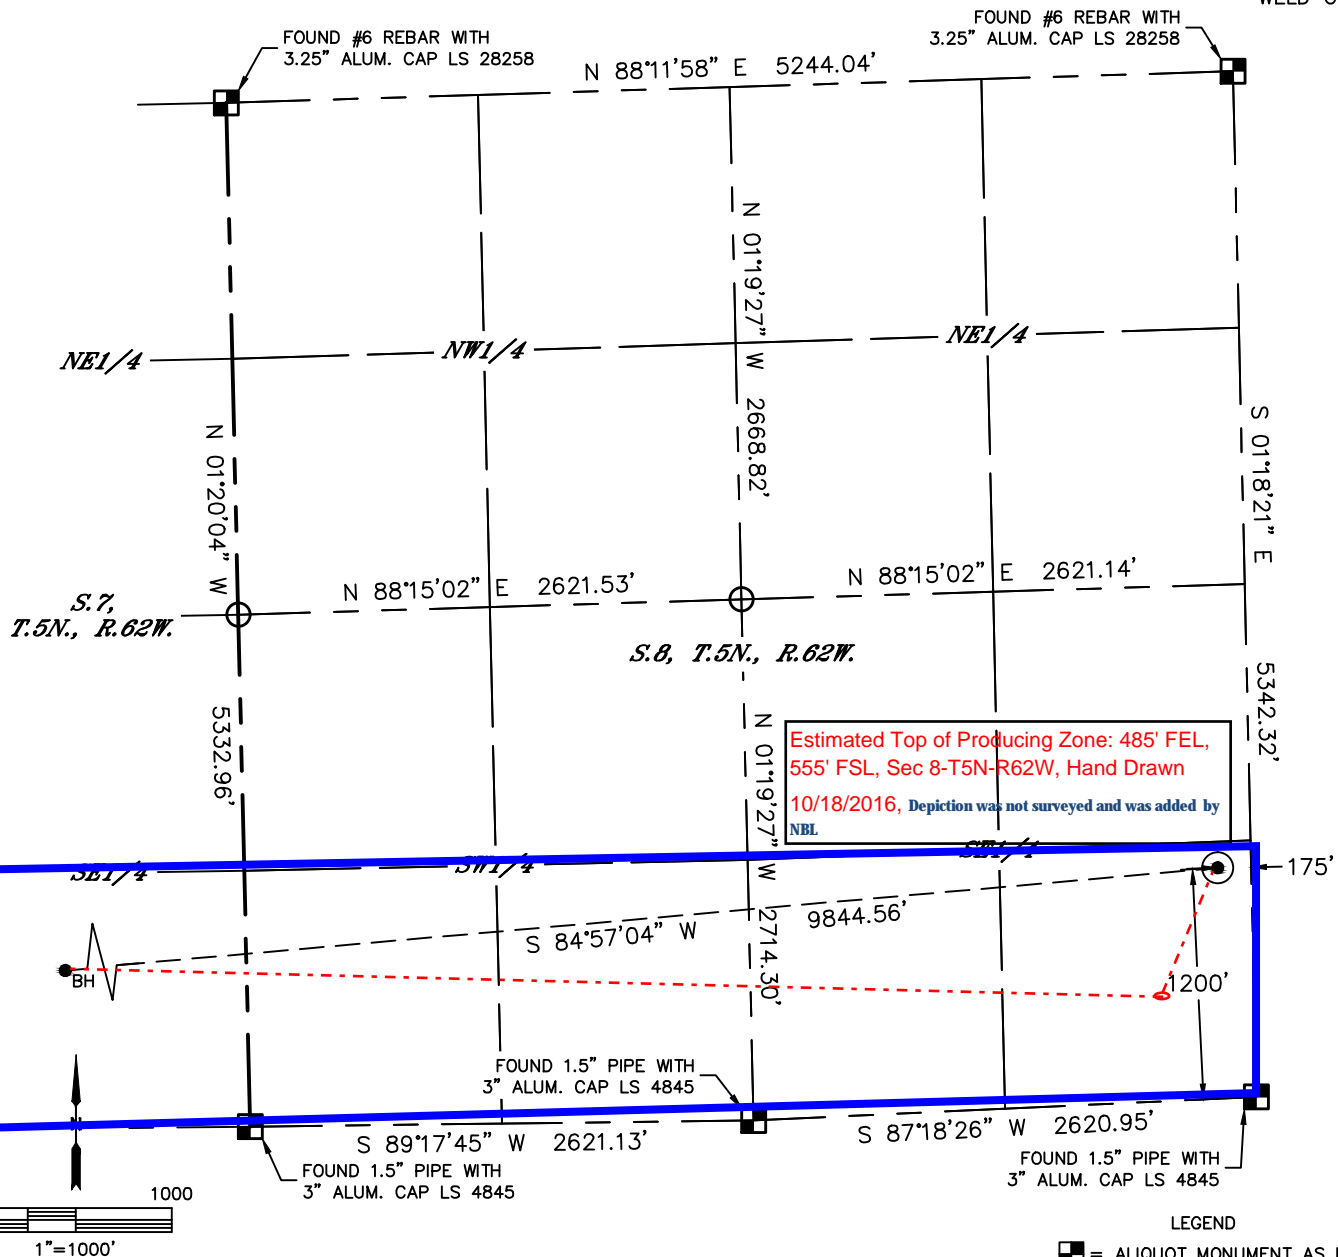 WELD C
FOUND #6 REBAR WITH
3.25" ALUM. CAP LS 28258
FOUND #6 REBAR WITH
3.25" ALUM. CAP LS 28258
N 88°11'58" E 5244.04'
N 01°19'27" W 2668.82'
NE1/4
NW1/4
NE1/4
N 01°20'04" W
5332.96'
S 01°18'21" E
5342.32'
N 88°15'02" E 2621.53'
N 88°15'02" E 2621.14'
S.7,
T.5N., R.62W.
S.8, T.5N., R.62W.
N 01°19'27" W 2714.30'
Estimated Top of Producing Zone: 485' FEL,
555' FSL, Sec 8-T5N-R62W, Hand Drawn
10/18/2016, Depiction was not surveyed and was added by
NBL
SE1/4
SW1/4
SE1/4
175'
S 84°57'04" W 9844.56'
BH
1200'
FOUND 1.5" PIPE WITH
3" ALUM. CAP LS 4845
S 89°17'45" W 2621.13'
S 87°18'26" W 2620.95'
FOUND 1.5" PIPE WITH
3" ALUM. CAP LS 4845
FOUND 1.5" PIPE WITH
3" ALUM. CAP LS 4845
1000
1"=1000'
LEGEND
= ALIQUOT MONUMENT AS